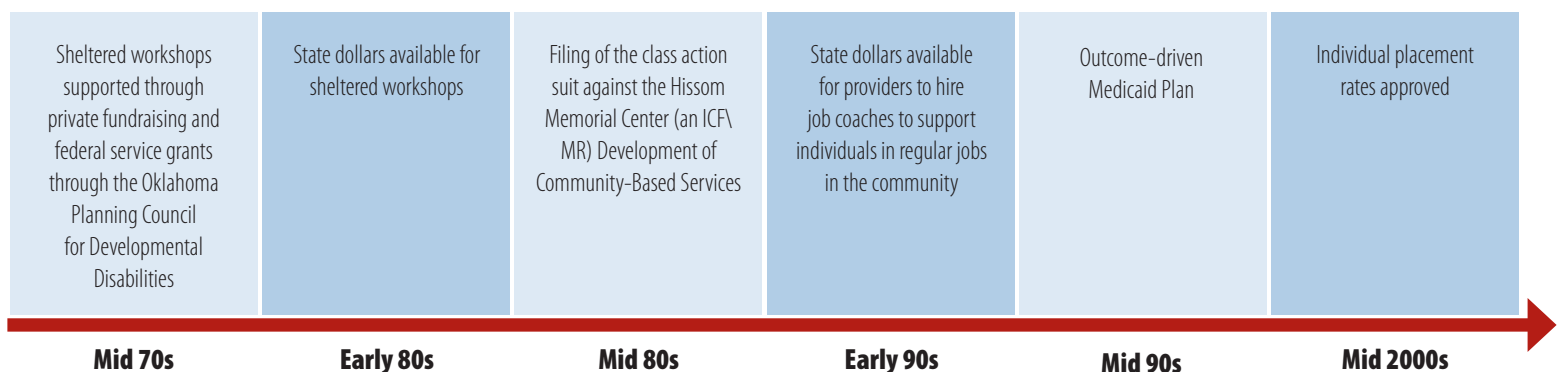 Sheltered workshops
supported through
private fundraising and
federal service grants
through the Oklahoma
Planning Council
for Developmental
Disabilities
State dollars available for
sheltered workshops
Filing of the class action
suit against the Hissom
Memorial Center (an ICF\
MR) Development of
Community-Based Services
State dollars available
for providers to hire
job coaches to support
individuals in regular jobs
in the community
Outcome-driven
Medicaid Plan
Individual placement
rates approved
Mid 70s
Early 80s
Mid 80s
Early 90s
Mid 90s
Mid 2000s